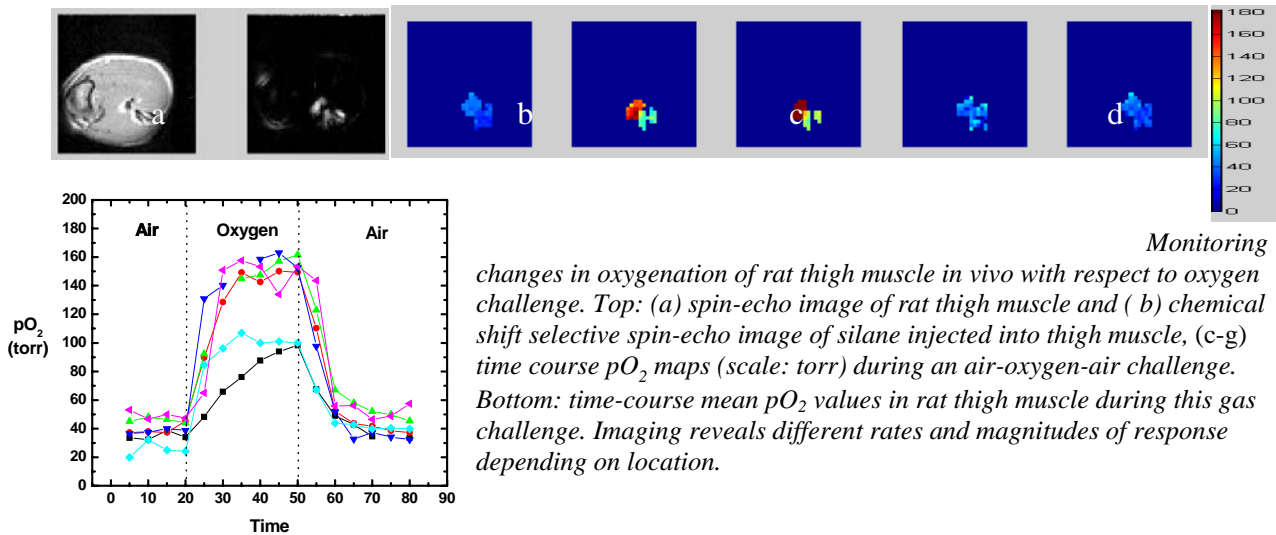 a
b
c
d
180
160
140
120
100
80
60
40
20
0
200
180
160
140
120
100
80
60
40
20
0
Air
Oxygen
Air
pO2
(torr)
0 10 20 30 40 50 60 70 80 90
Time
Monitoring
changes in oxygenation of rat thigh muscle in vivo with respect to oxygen
challenge. Top: (a) spin-echo image of rat thigh muscle and ( b) chemical
shift selective spin-echo image of silane injected into thigh muscle, (c-g)
time course pO2 maps (scale: torr) during an air-oxygen-air challenge.
Bottom: time-course mean pO2 values in rat thigh muscle during this gas
challenge. Imaging reveals different rates and magnitudes of response
depending on location.